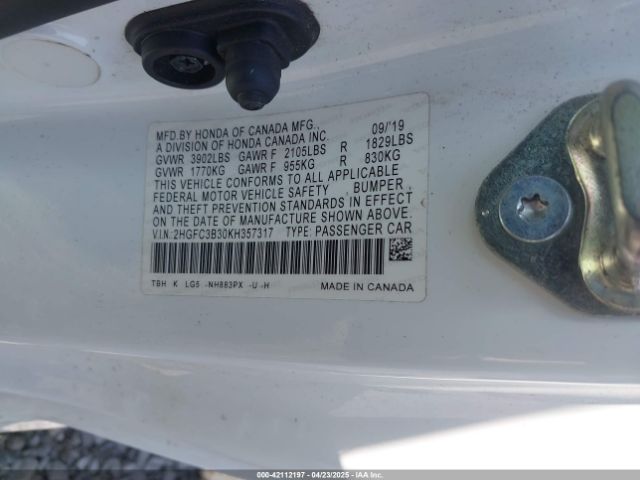 MFD.BY HONDA OF CANADA MFG., 09/'19
A DIVISION OF HONDA CANADA INC.
GVWR 3902LBS GAWR F 2105LBS R 1829LBS
GVWR 1770KG GAWR F 955KG R 830KG
THIS VEHICLE CONFORMS TO ALL APPLICABLE
FEDERAL MOTOR VEHICLE SAFETY , BUMPER ,
AND THEFT PREVENTION STANDARDS IN EFFECT
ON THE DATE OF MANUFACTURE SHOWN ABOVE.
V.I.N.:2HGFC3B30KH357317 TYPE: PASSENGER CAR
TBH K LG5 -NH883PX -U -H MADE IN CANADA
000-42112197 - 04/23/2025 - IAA Inc.